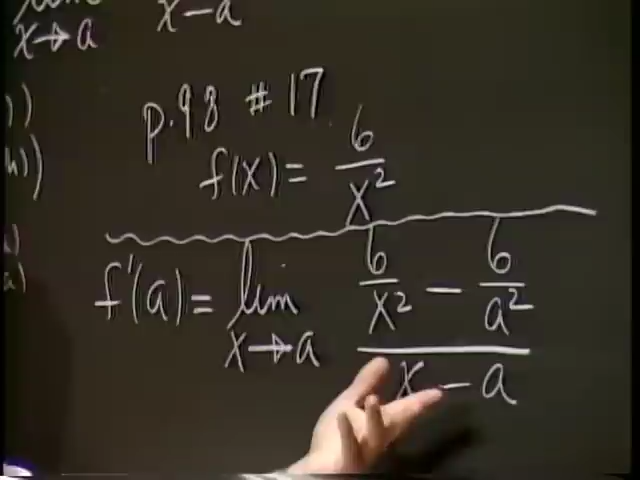 lim x→a x-a
p.98 #17
f(x) = 6/x²
f'(a) = lim x→a (6/x² - 6/a²)/(x - a)